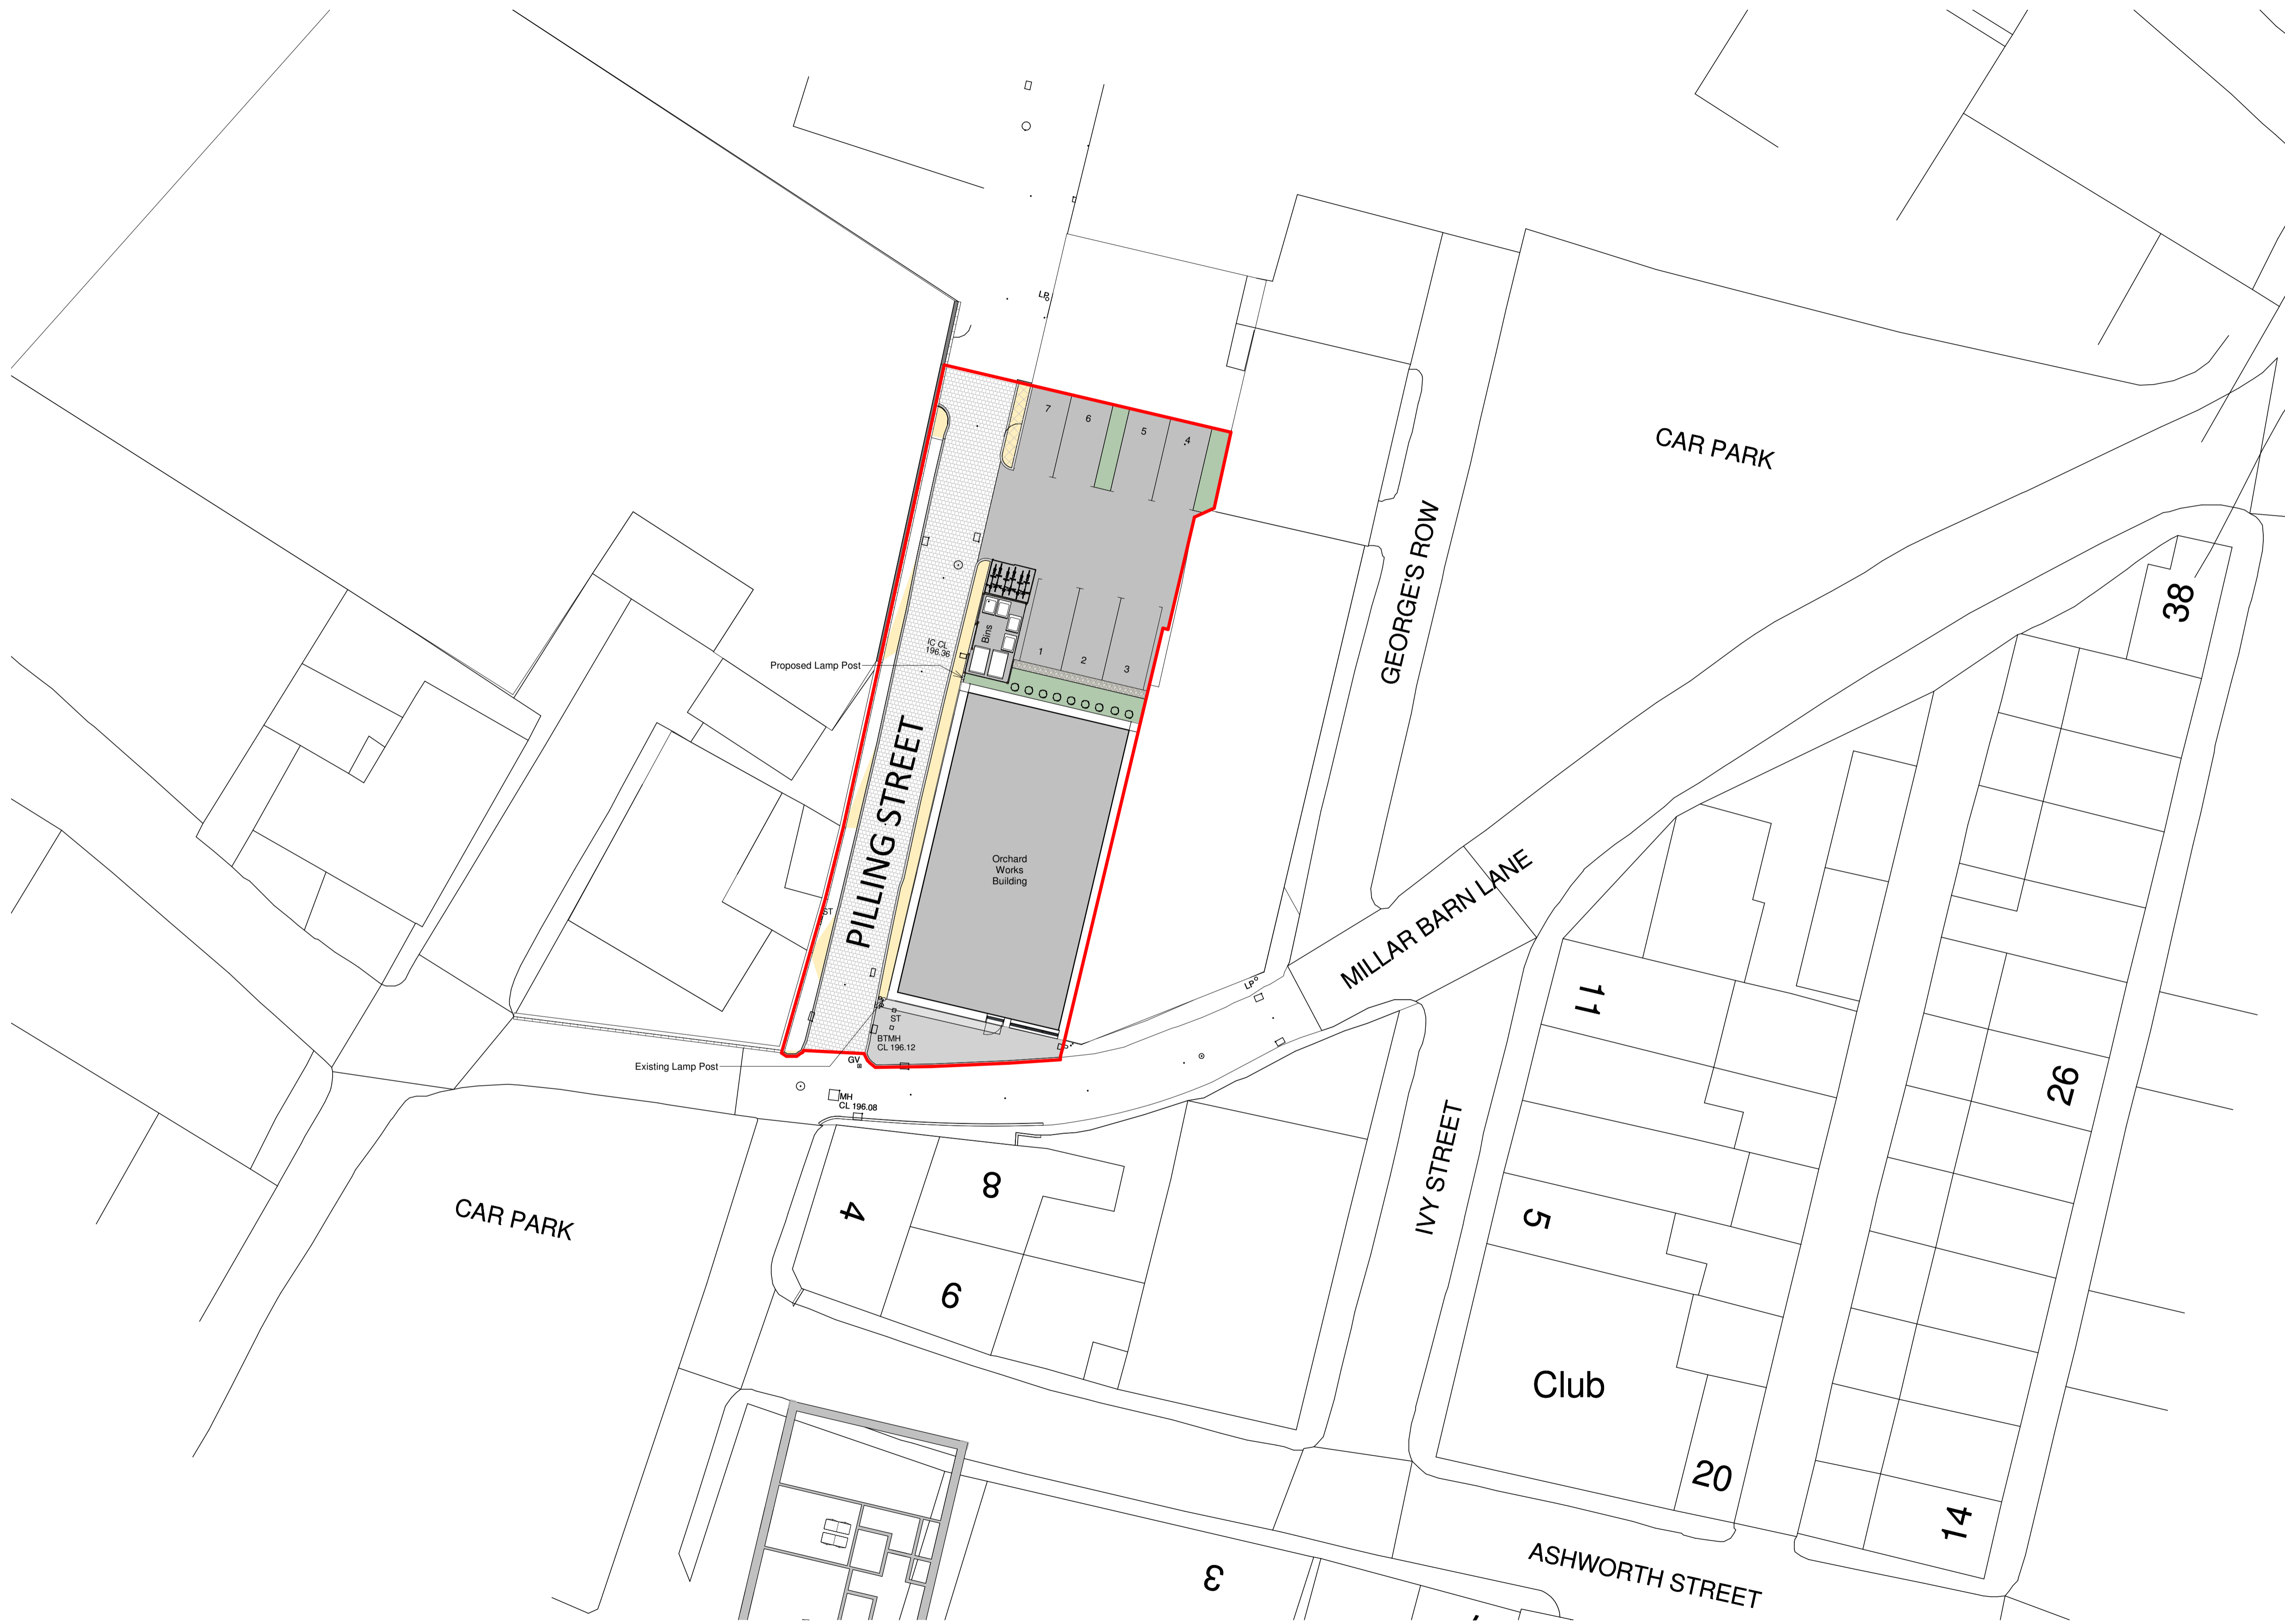 LP
7
6
5
4
CAR PARK
GEORGE'S ROW
38
Bins
IC CL
196.36
1
2
3
Proposed Lamp Post
PILLING STREET
Orchard
Works
Building
MILLAR BARN LANE
ST
11
LP
ST
BTMH
CL 196.12
GV
Existing Lamp Post
MH
CL 196.08
26
IVY STREET
CAR PARK
4
8
5
6
Club
20
14
ASHWORTH STREET
3